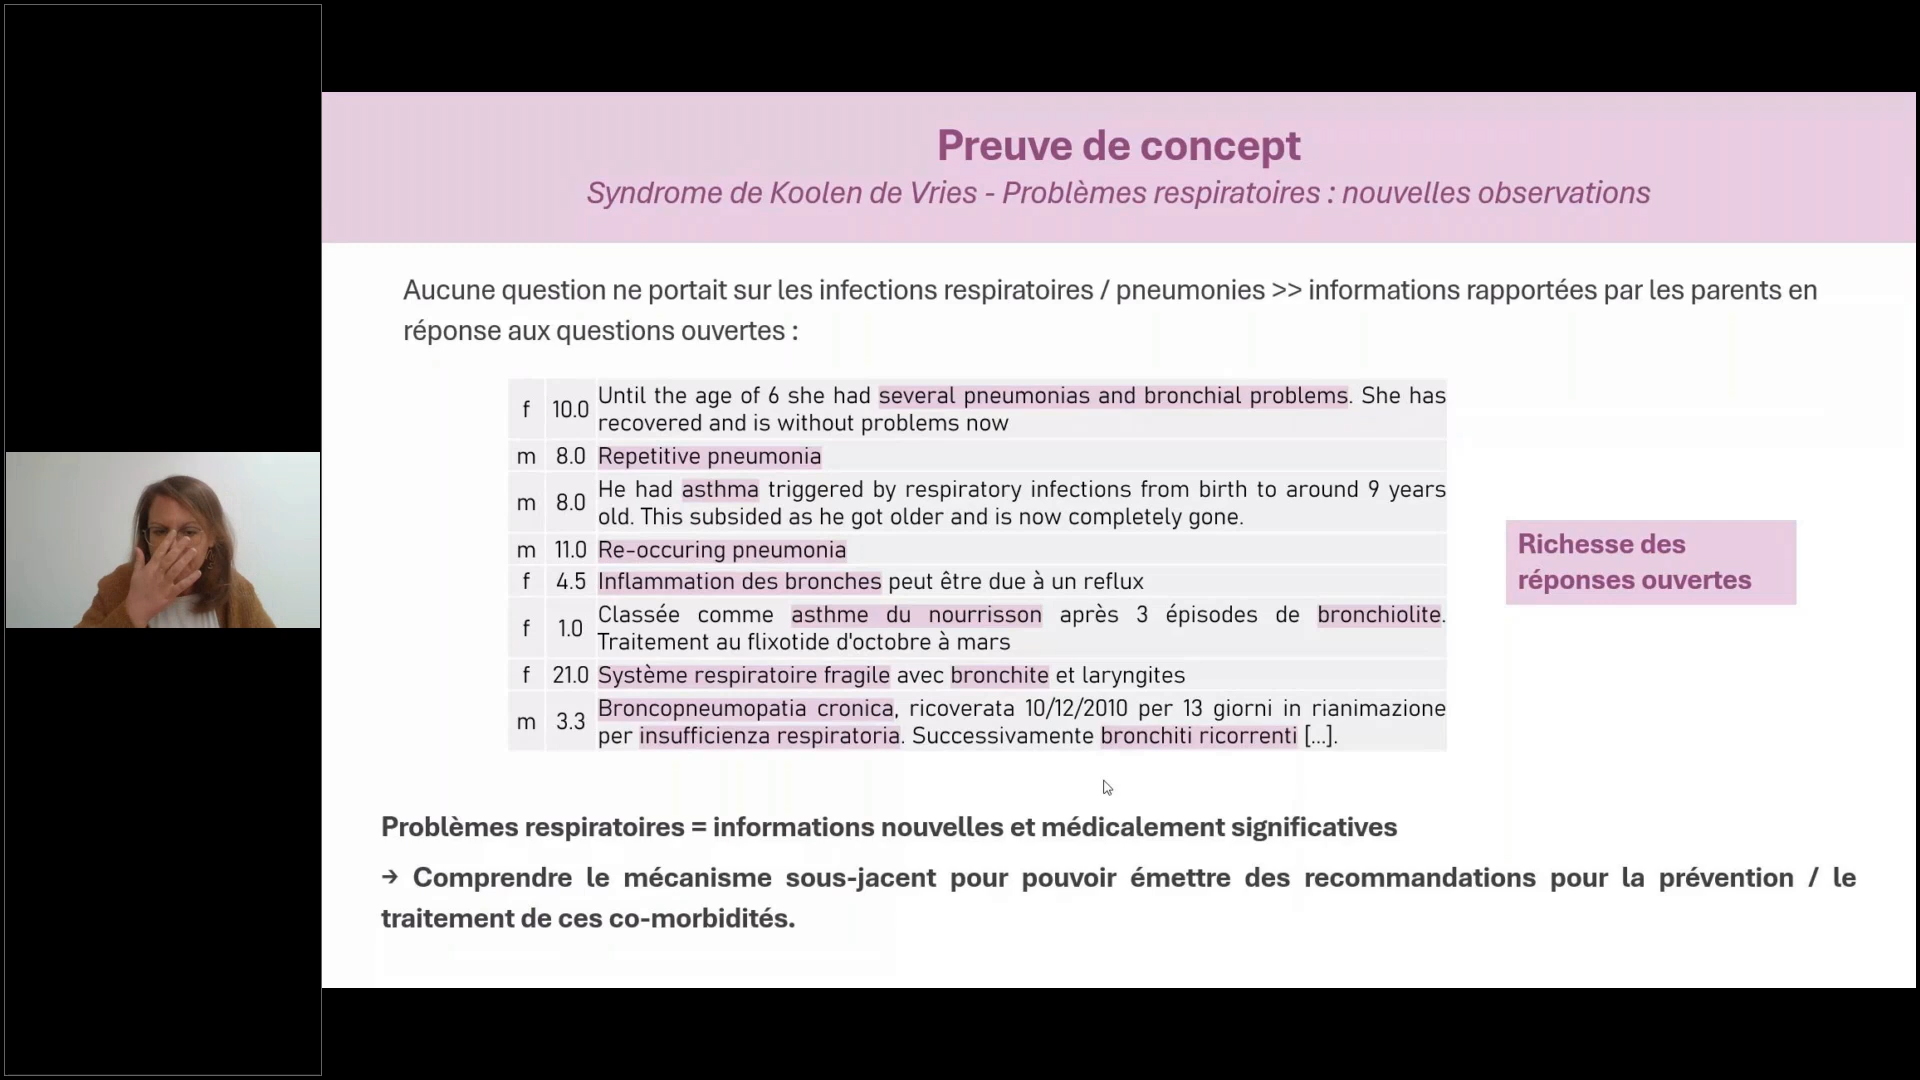 Preuve de concept
Syndrome de Koolen de Vries - Problèmes respiratoires : nouvelles observations
Aucune question ne portait sur les infections respiratoires / pneumonies >> informations rapportées par les parents en
réponse aux questions ouvertes :
f 10.0 Until the age of 6 she had several pneumonias and bronchial problems. She has
recovered and is without problems now
m 8.0 Repetitive pneumonia
m 8.0 He had asthma triggered by respiratory infections from birth to around 9 years
old. This subsided as he got older and is now completely gone.
m 11.0 Re-occuring pneumonia
f 4.5 Inflammation des bronches peut être due à un reflux
f 1.0 Classée comme asthme du nourrisson après 3 épisodes de bronchiolite.
Traitement au flixotide d'octobre à mars
f 21.0 Système respiratoire fragile avec bronchite et laryngites
m 3.3 Broncopneumopatia cronica, ricoverata 10/12/2010 per 13 giorni in rianimazione
per insufficienza respiratoria. Successivamente bronchiti ricorrenti [...].
Richesse des
réponses ouvertes
Problèmes respiratoires = informations nouvelles et médicalement significatives
→ Comprendre le mécanisme sous-jacent pour pouvoir émettre des recommandations pour la prévention / le
traitement de ces co-morbidités.